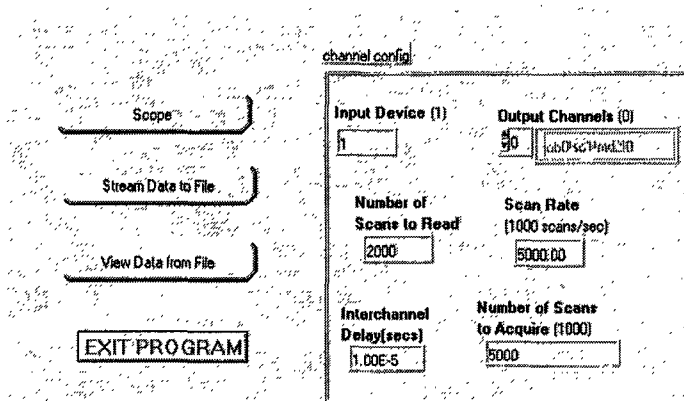 channel config
Scope
Stream Data to File
View Data from File
EXIT PROGRAM
Input Device (1)
1
Output Channels (0)
0
Number of
Scans to Read
2000
Scan Rate
(1000 scans/sec)
5000.00
Interchannel
Delay(secs)
1.00E-5
Number of Scans
to Acquire (1000)
5000